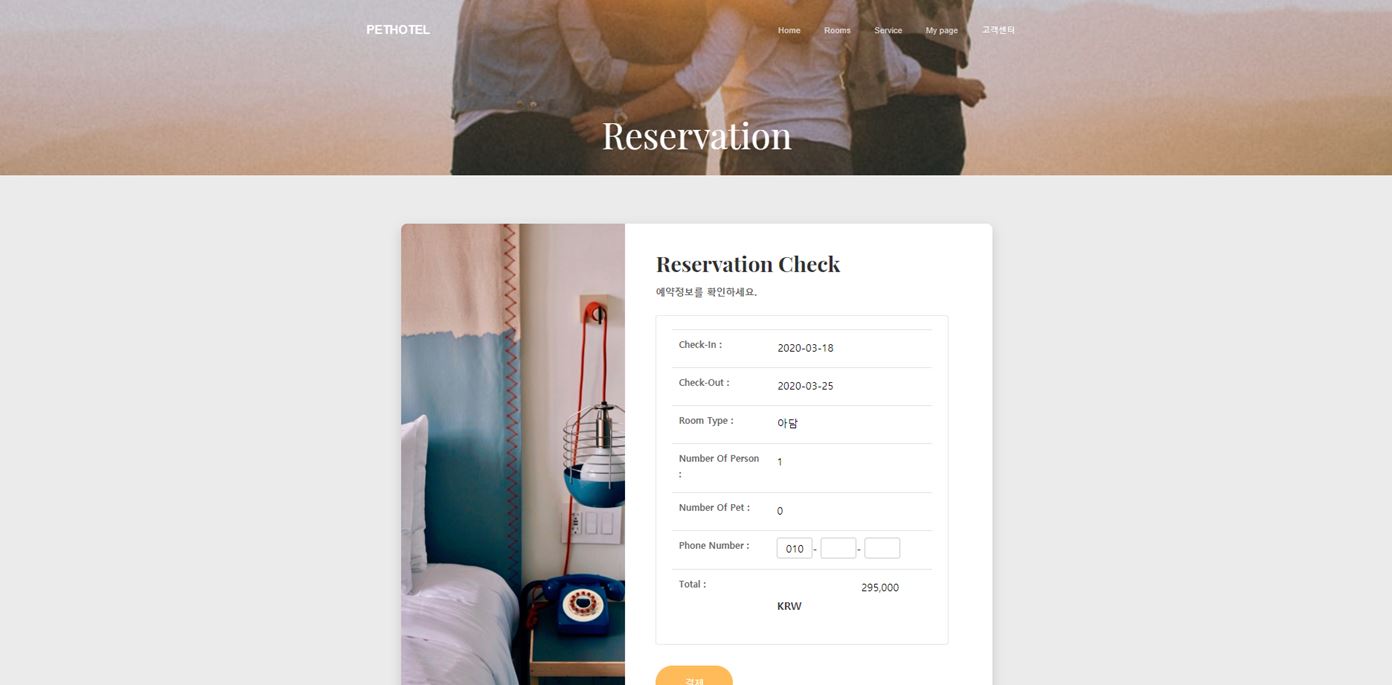 PETHOTEL
Home Rooms Service My page 고객센터
Reservation
Reservation Check
예약정보를 확인하세요.
Check-In : 2020-03-18
Check-Out : 2020-03-25
Room Type : 아담
Number Of Person : 1
Number Of Pet : 0
Phone Number : 010 - -
Total : 295,000
KRW
결제